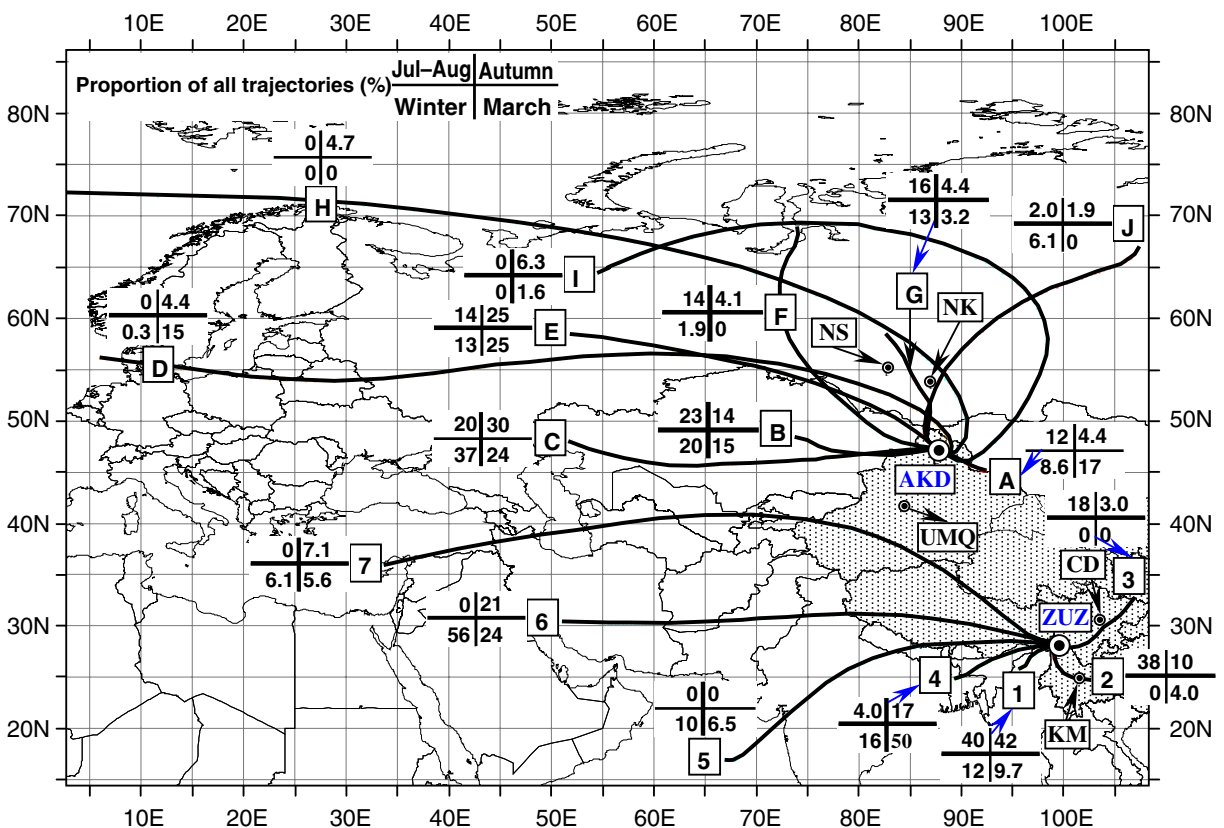 10E 20E 30E 40E 50E 60E 70E 80E 90E 100E
Proportion of all trajectories (%) Jul–Aug Autumn
Winter March
80N 80N
0 4.7
0 0
H
70N 70N
16 4.4
13 3.2
G
2.0 1.9
6.1 0
J
0 6.3
0 1.6
I
0 4.4
0.3 15
D
14 25
13 25
E
14 4.1
1.9 0
F
60N 60N
NS
NK
20 30
37 24
C
23 14
20 15
B
50N 50N
12 4.4
8.6 17
A
AKD
UMQ
18 3.0
0 0
3
40N 40N
CD
0 7.1
6.1 5.6
7
0 21
56 24
6
30N 30N
ZUZ
38 10
0 4.0
2
KM
0 0
10 6.5
5
4.0 17
16 50
4
40 42
12 9.7
1
20N 20N
10E 20E 30E 40E 50E 60E 70E 80E 90E 100E